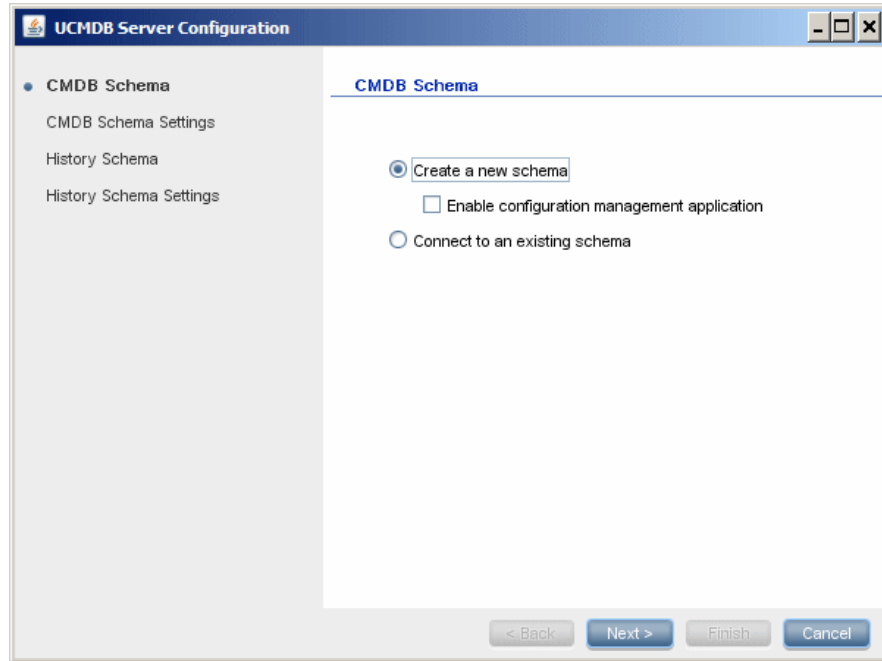 UCMDB Server Configuration
CMDB Schema
CMDB Schema Settings
History Schema
History Schema Settings
CMDB Schema
Create a new schema
Enable configuration management application
Connect to an existing schema
< Back Next > Finish Cancel